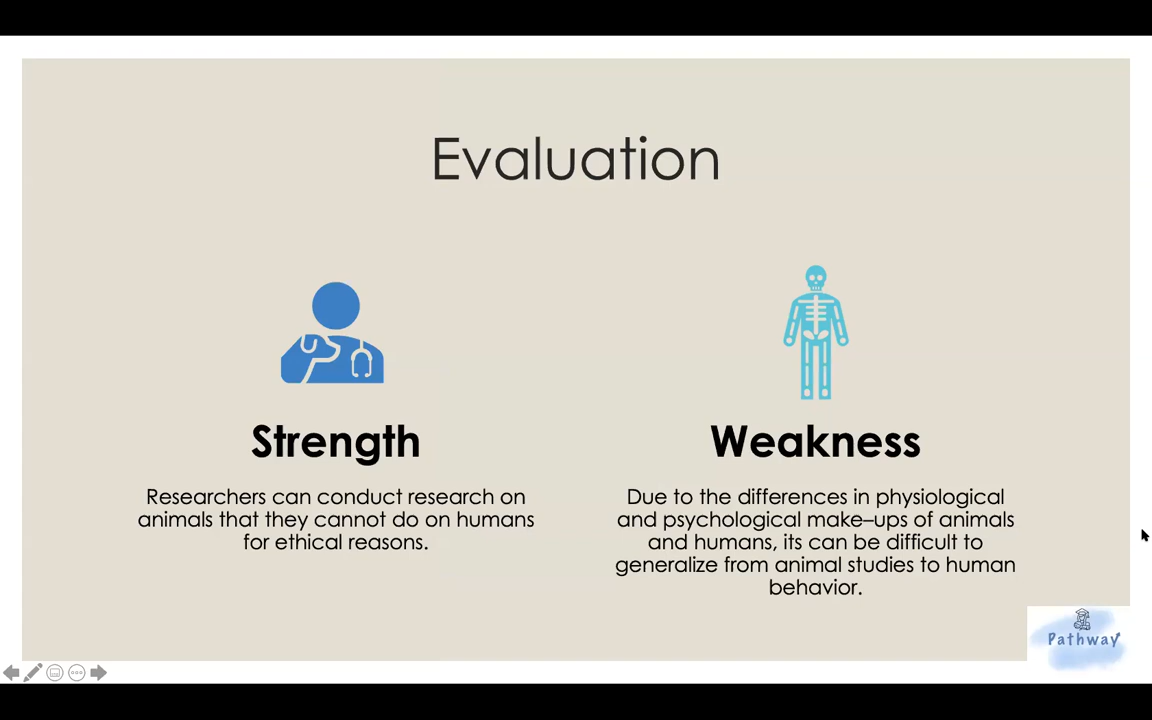 Evaluation
Strength
Researchers can conduct research on
animals that they cannot do on humans
for ethical reasons.
Weakness
Due to the differences in physiological
and psychological make–ups of animals
and humans, its can be difficult to
generalize from animal studies to human
behavior.
Pathway